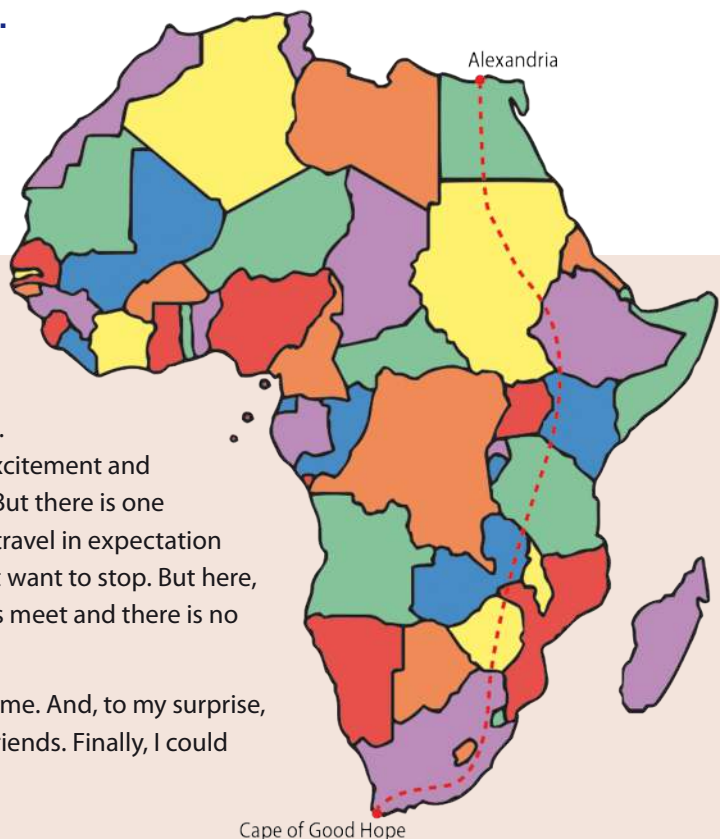 .
Alexandria
.
xcitement and
But there is one
travel in expectation
t want to stop. But here,
s meet and there is no
me. And, to my surprise,
riends. Finally, I could
Cape of Good Hope